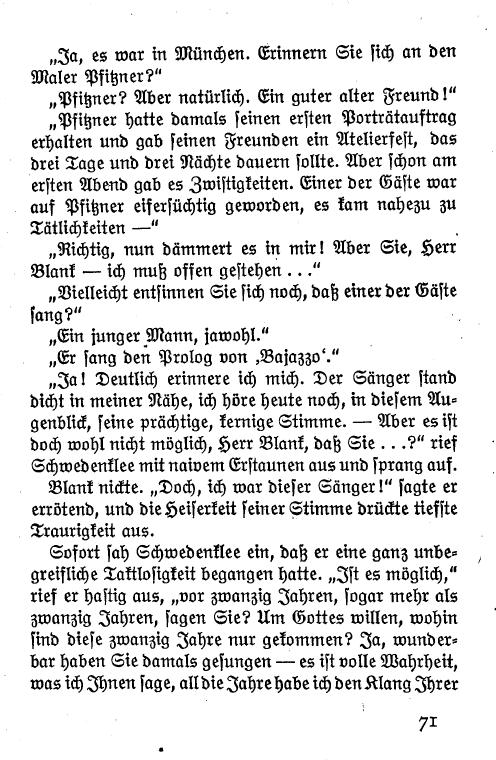 „Ja, es war in München. Erinnern Sie sich an den
Maler Pfitzner?“
„Pfitzner? Aber natürlich. Ein guter alter Freund!“
„Pfitzner hatte damals seinen ersten Porträtauftrag
erhalten und gab seinen Freunden ein Atelierfest, das
drei Tage und drei Nächte dauern sollte. Aber schon am
ersten Abend gab es Zwistigkeiten. Einer der Gäste war
auf Pfitzner eifersüchtig geworden, es kam nahezu zu
Tätlichkeiten —“
„Richtig, nun dämmert es in mir! Aber Sie, Herr
Blank — ich muß offen gestehen ...“
„Vielleicht entsinnen Sie sich noch, daß einer der Gäste
sang?“
„Ein junger Mann, jawohl.“
„Er sang den Prolog von ‚Bajazzo‘.“
„Ja! Deutlich erinnere ich mich. Der Sänger stand
dicht in meiner Nähe, ich höre heute noch, in diesem Au-
genblick, seine prächtige, kernige Stimme. — Aber es ist
doch wohl nicht möglich, Herr Blank, daß Sie ...?“ rief
Schwedenklee mit naivem Erstaunen aus und sprang auf.
Blank nickte. „Doch, ich war dieser Sänger!“ sagte er
errötend, und die Heiserkeit seiner Stimme drückte tiefste
Traurigkeit aus.
Sofort sah Schwedenklee ein, daß er eine ganz unbe-
greifliche Taktlosigkeit begangen hatte. „Ist es möglich,“
rief er hastig aus, „vor zwanzig Jahren, sogar mehr als
zwanzig Jahren, sagen Sie? Um Gottes willen, wohin
sind diese zwanzig Jahre nur gekommen? Ja, wunder-
bar haben Sie damals gesungen — es ist volle Wahrheit,
was ich Ihnen sage, all die Jahre habe ich den Klang Ihrer
71